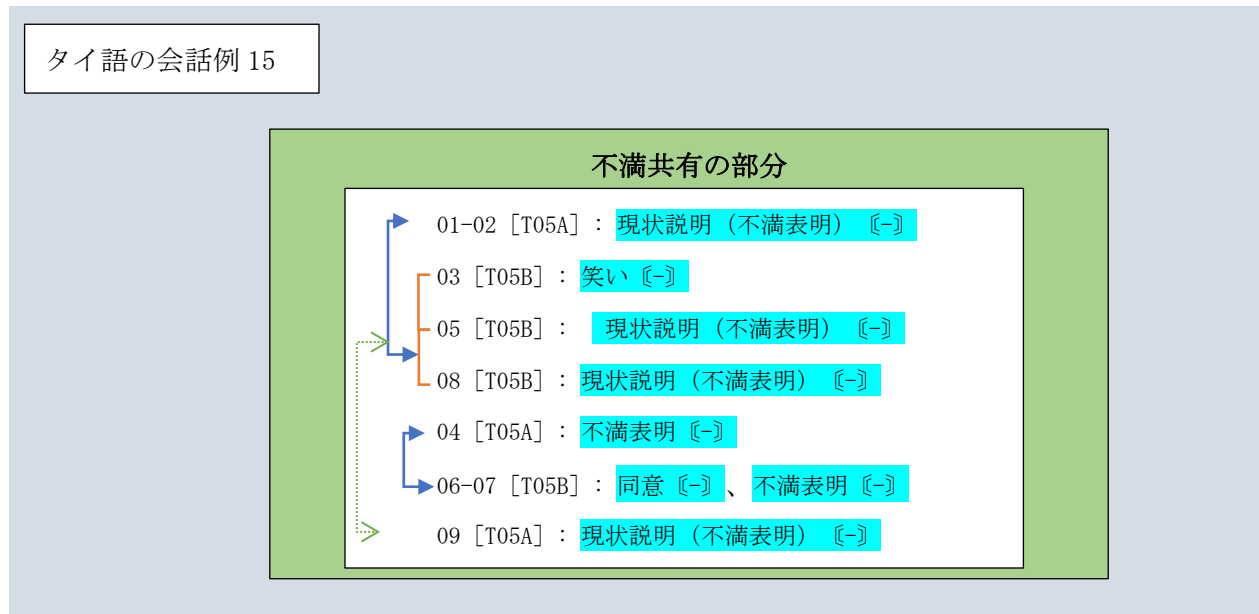 タイ語の会話例 15
不満共有の部分
01-02 [T05A] : 現状説明（不満表明）〔-〕
03 [T05B] : 笑い〔-〕
05 [T05B] : 現状説明（不満表明）〔-〕
08 [T05B] : 現状説明（不満表明）〔-〕
04 [T05A] : 不満表明〔-〕
06-07 [T05B] : 同意〔-〕、不満表明〔-〕
09 [T05A] : 現状説明（不満表明）〔-〕